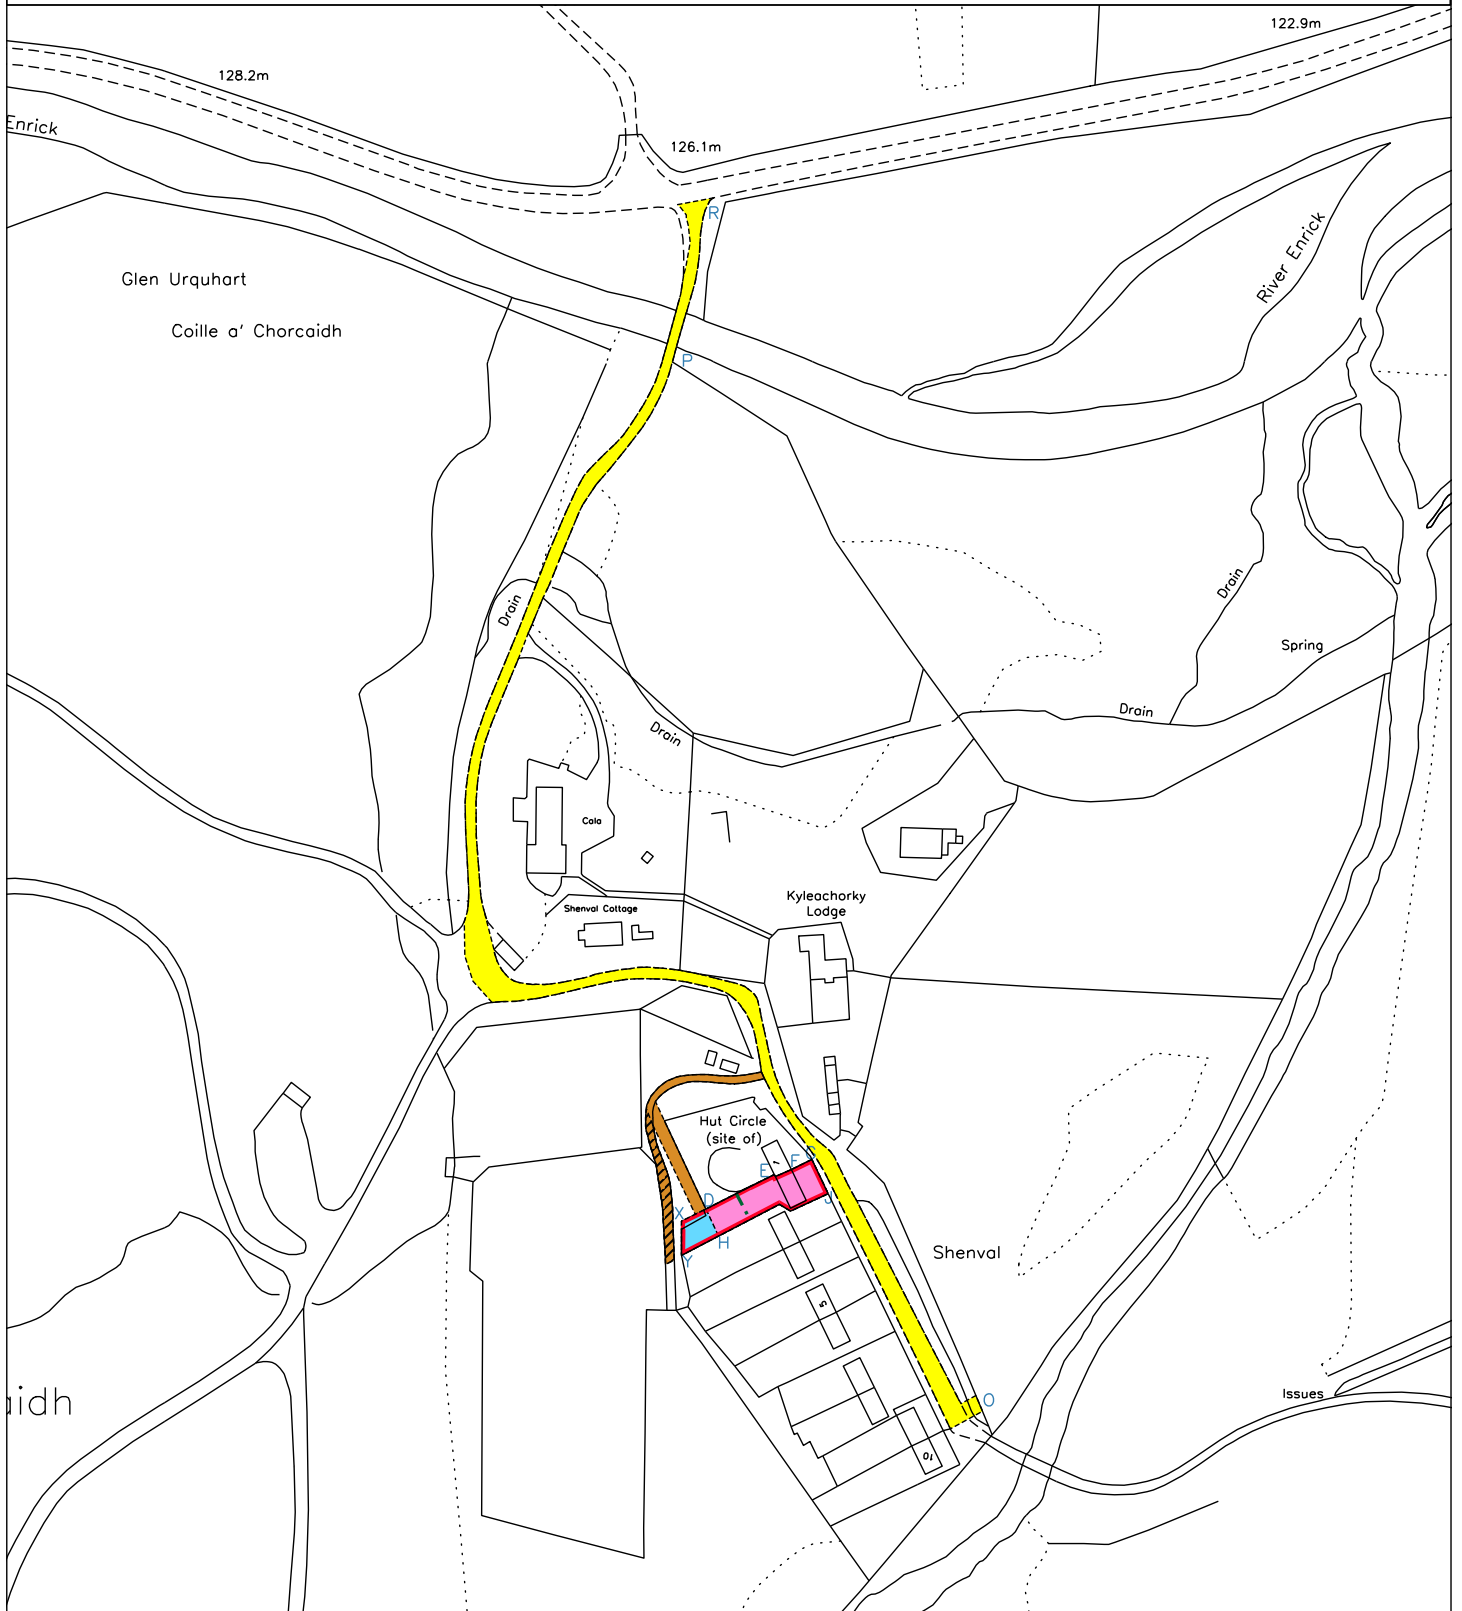 122.9m
128.2m
Enrick
126.1m
R
River Enrick
Glen Urquhart
Coille a' Chorcaidh
P
Drain
Drain
Spring
Drain
Drain
Cala
Kyleachorky
Lodge
Shenval Cottage
Hut Circle
(site of)
1
E
F
D
X
J
H
Y
Shenval
5
O
Issues
aidh
10